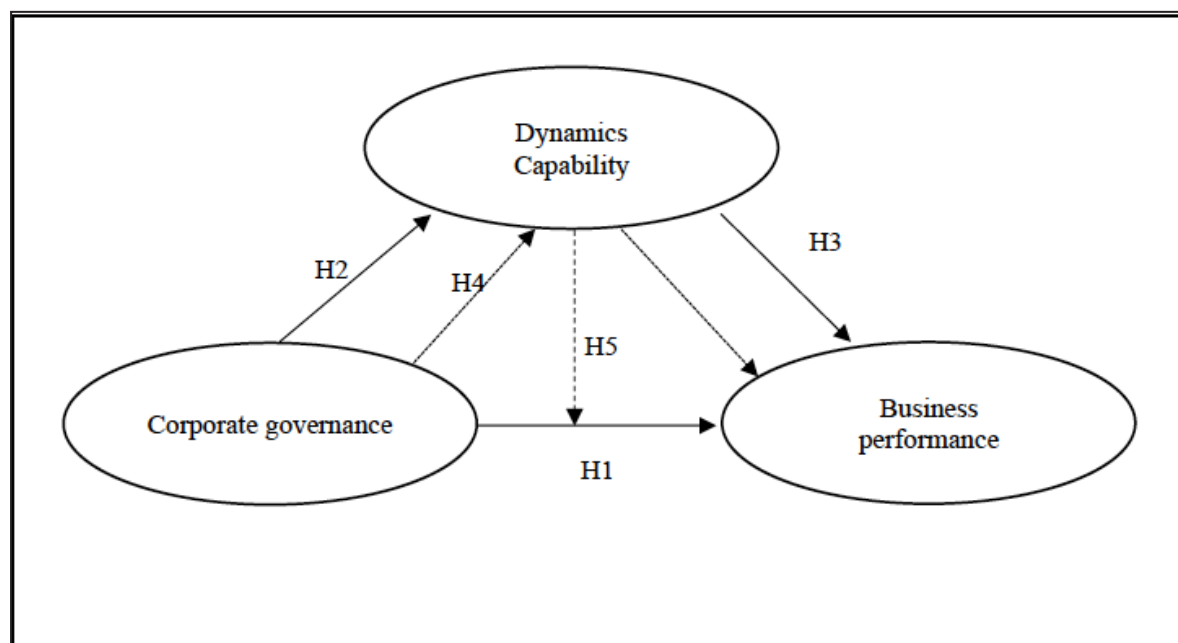 Dynamics
Capability
H2
H4
H3
H5
Corporate governance
Business
performance
H1